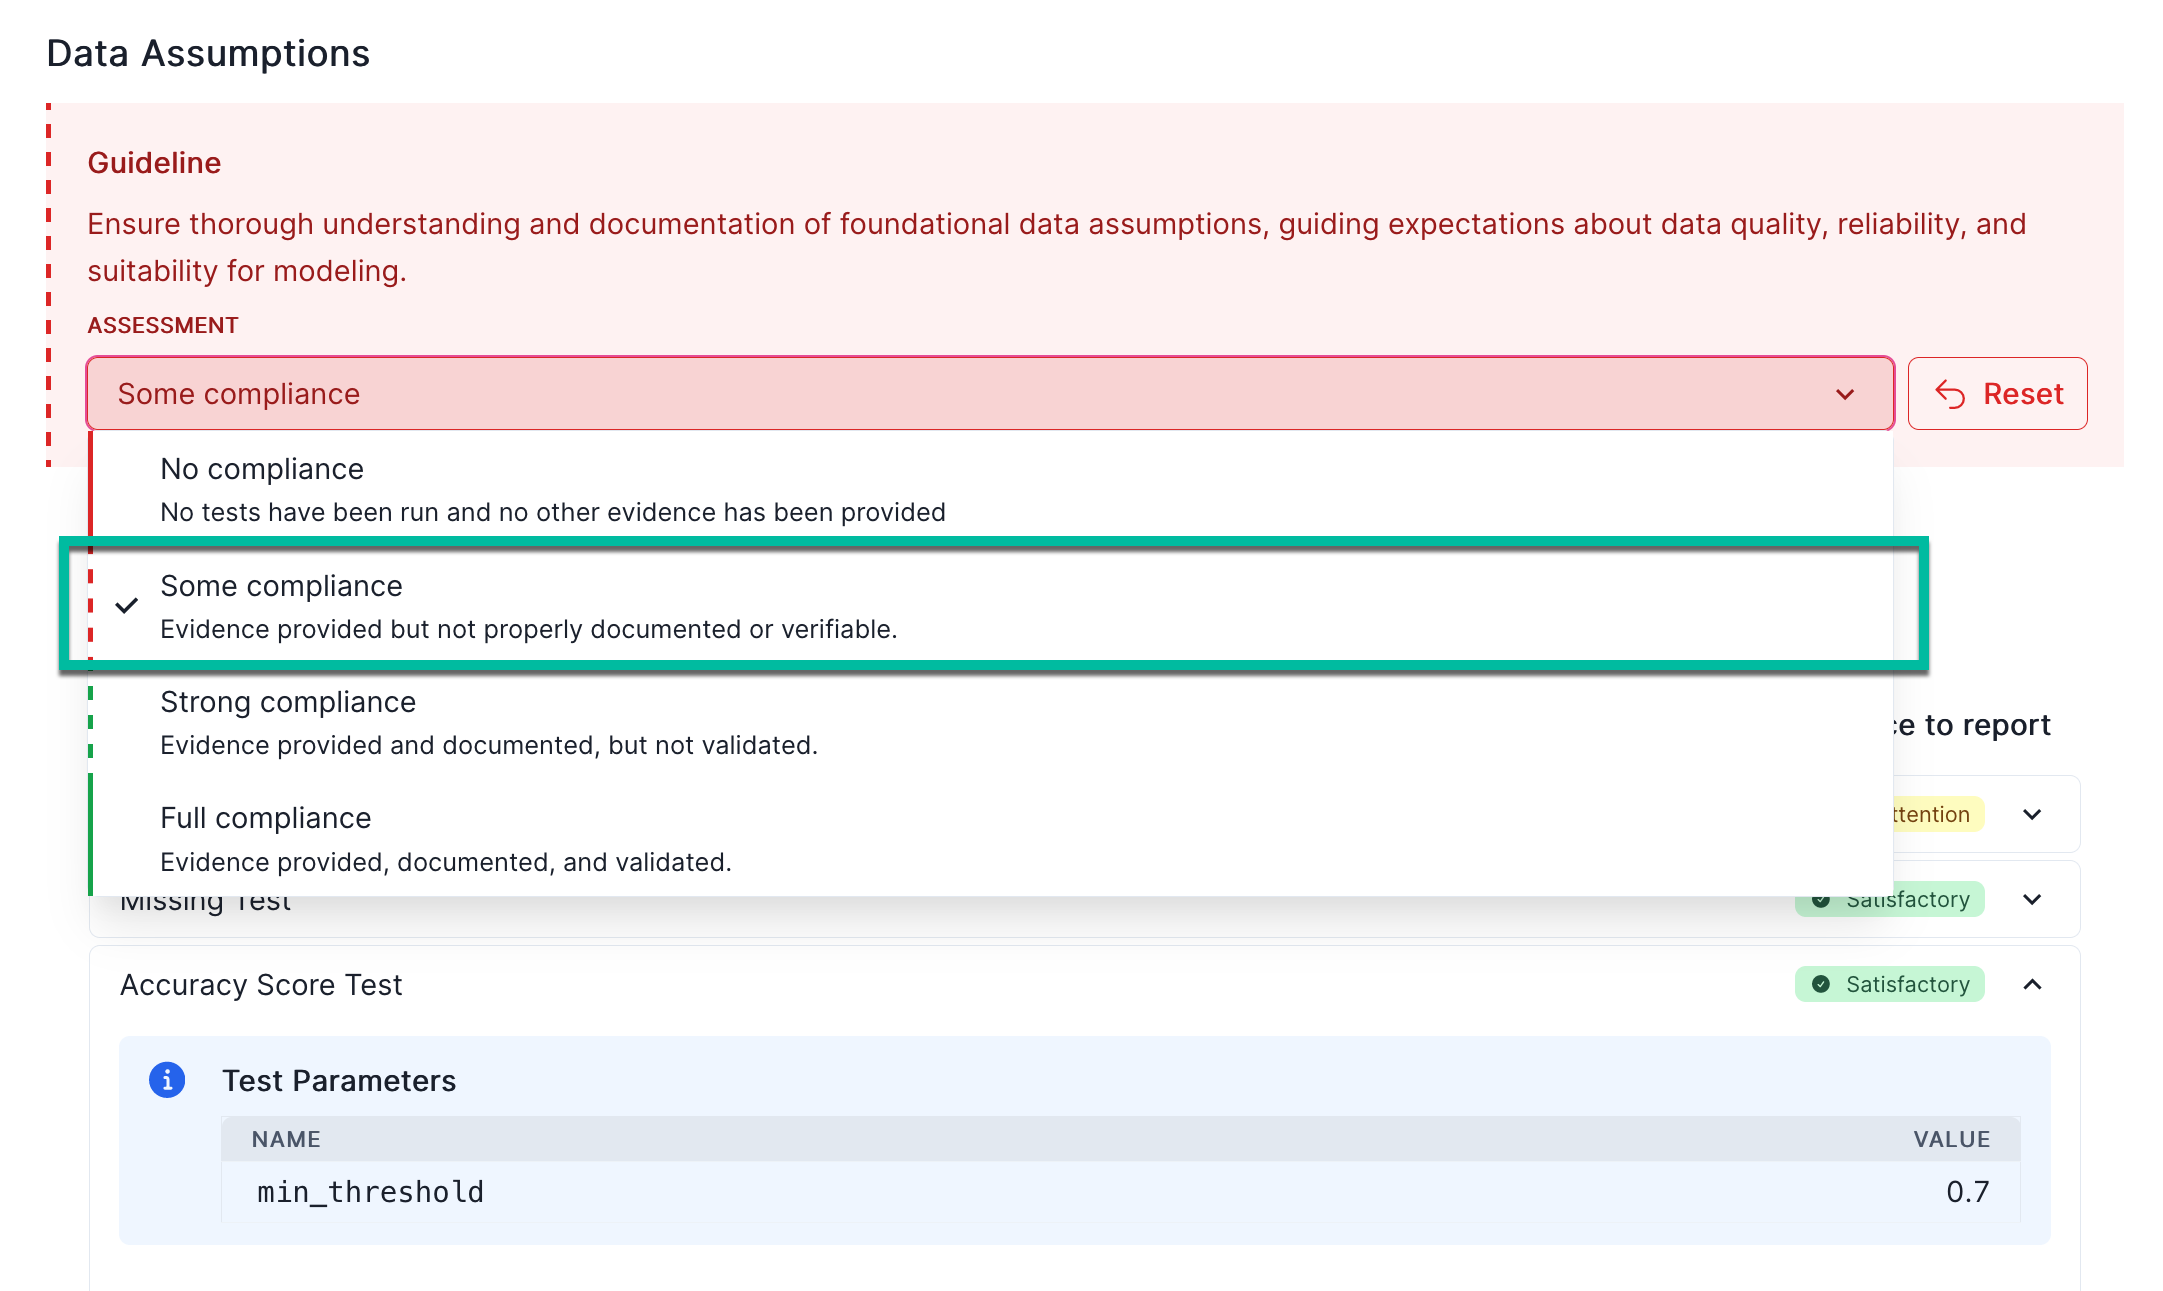 Data Assumptions
Guideline
Ensure thorough understanding and documentation of foundational data assumptions, guiding expectations about data quality, reliability, and
suitability for modeling.
ASSESSMENT
Some compliance
Reset
No compliance
No tests have been run and no other evidence has been provided
Some compliance
Evidence provided but not properly documented or verifiable.
Strong compliance
Evidence provided and documented, but not validated.
to report
Full compliance
Evidence provided, documented, and validated.
Missing Test Satisfactory
Accuracy Score Test Satisfactory
Test Parameters
NAME VALUE
min_threshold 0.7